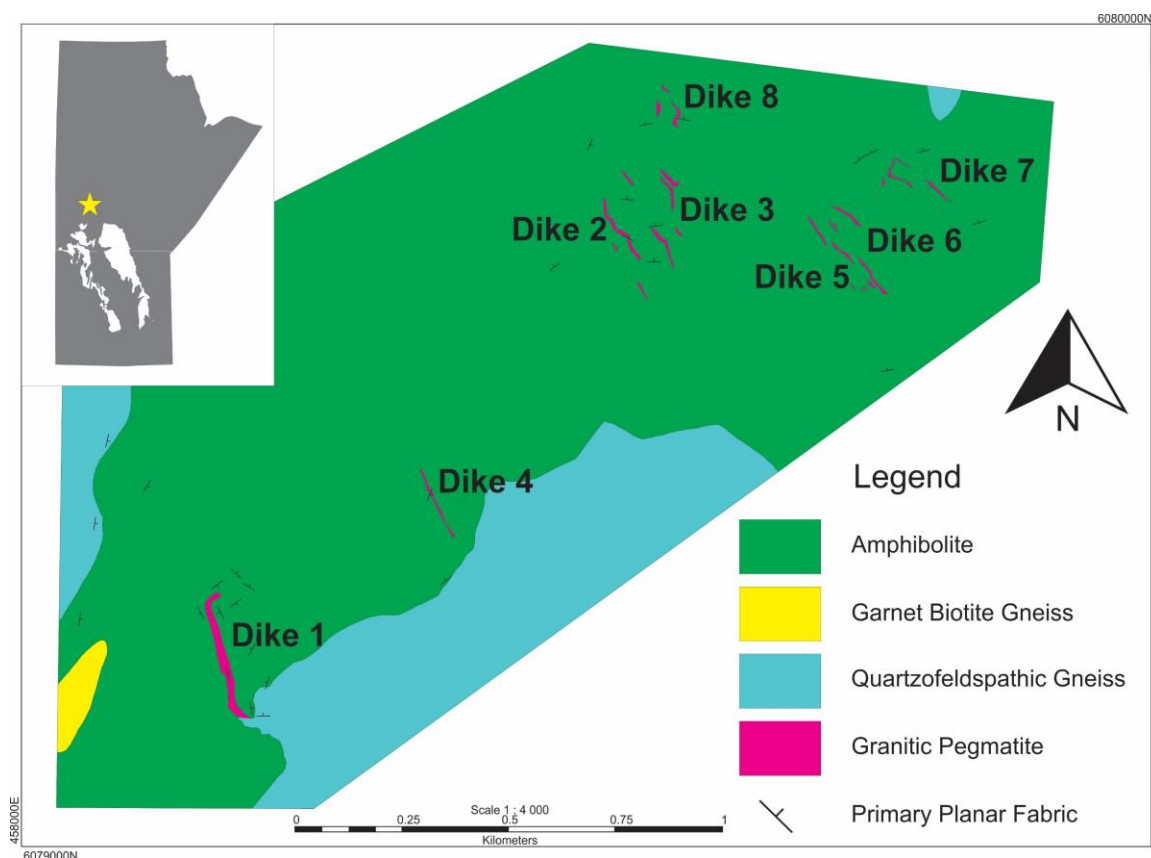 6080000N
Dike 8
Dike 7
Dike 3
Dike 2
Dike 6
Dike 5
N
Dike 4
Legend
Amphibolite
Garnet Biotite Gneiss
Dike 1
Quartzofeldspathic Gneiss
Granitic Pegmatite
Primary Planar Fabric
Scale 1 : 4 000
0 0.25 0.5 0.75 1
Kilometers
458000E
6079000N